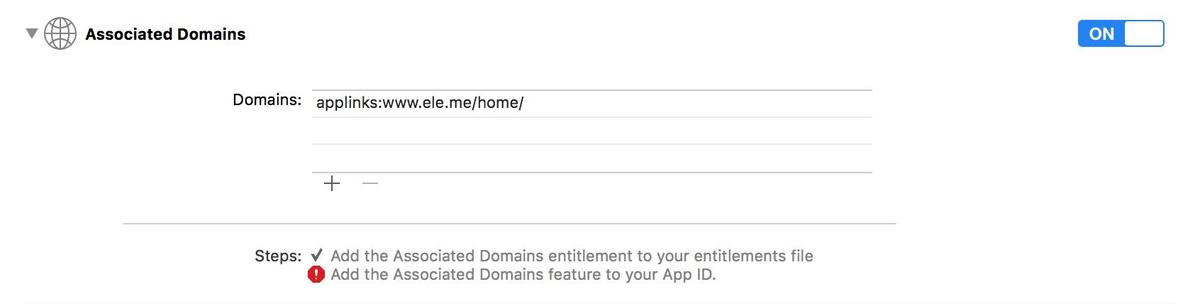 Associated Domains
ON
Domains: applinks:www.ele.me/home/
Steps: ✓ Add the Associated Domains entitlement to your entitlements file
! Add the Associated Domains feature to your App ID.